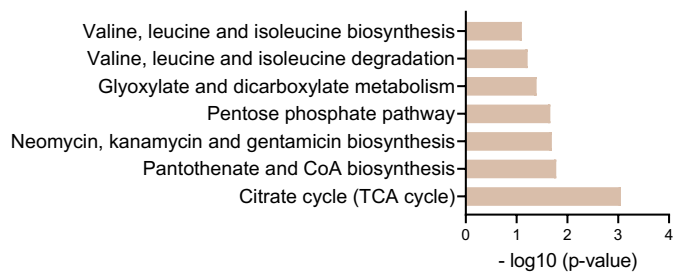 Valine, leucine and isoleucine biosynthesis
Valine, leucine and isoleucine degradation
Glyoxylate and dicarboxylate metabolism
Pentose phosphate pathway
Neomycin, kanamycin and gentamicin biosynthesis
Pantothenate and CoA biosynthesis
Citrate cycle (TCA cycle)
0 1 2 3 4
- log10 (p-value)